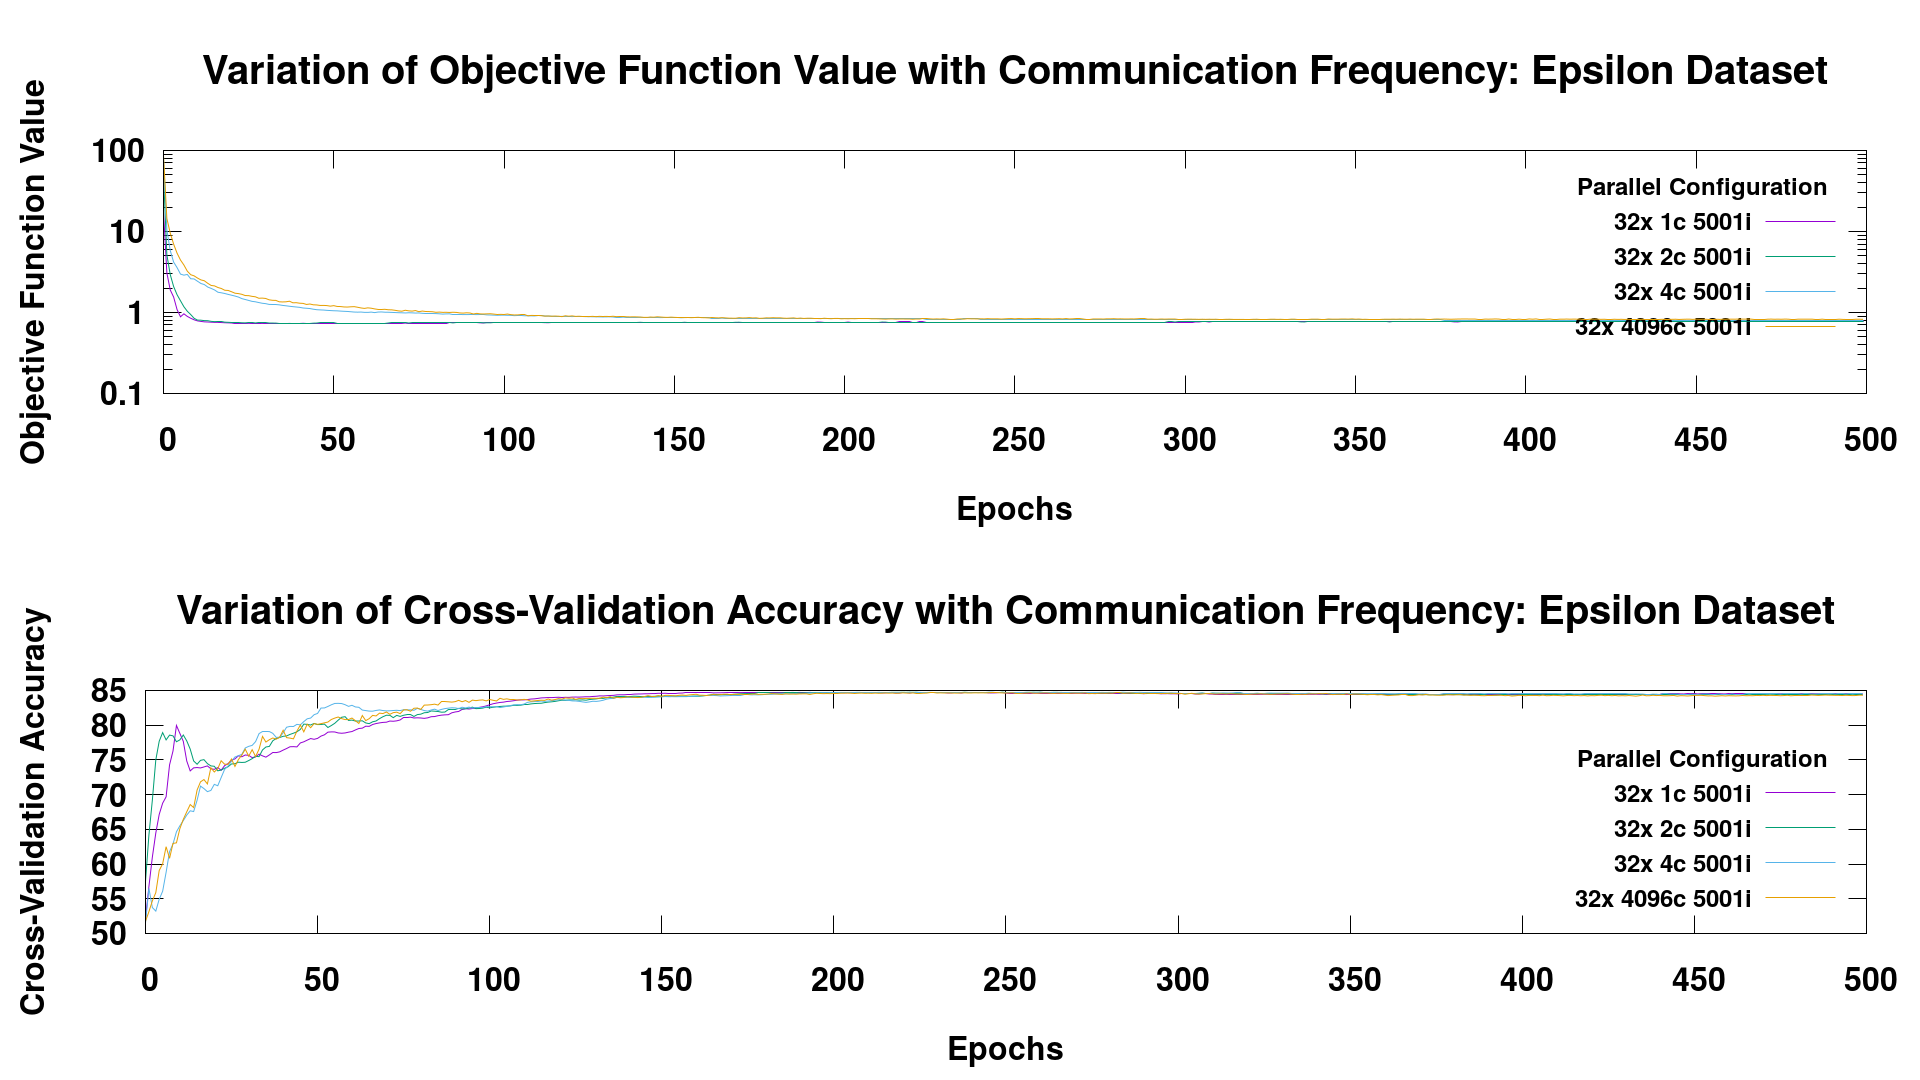 Variation of Objective Function Value with Communication Frequency: Epsilon Dataset
Objective Function Value
100
10
1
0.1
Parallel Configuration
32x 1c 5001i
32x 2c 5001i
32x 4c 5001i
32x 4096c 5001i
0 50 100 150 200 250 300 350 400 450 500
Epochs
Variation of Cross-Validation Accuracy with Communication Frequency: Epsilon Dataset
Cross-Validation Accuracy
85
80
75
70
65
60
55
50
Parallel Configuration
32x 1c 5001i
32x 2c 5001i
32x 4c 5001i
32x 4096c 5001i
0 50 100 150 200 250 300 350 400 450 500
Epochs